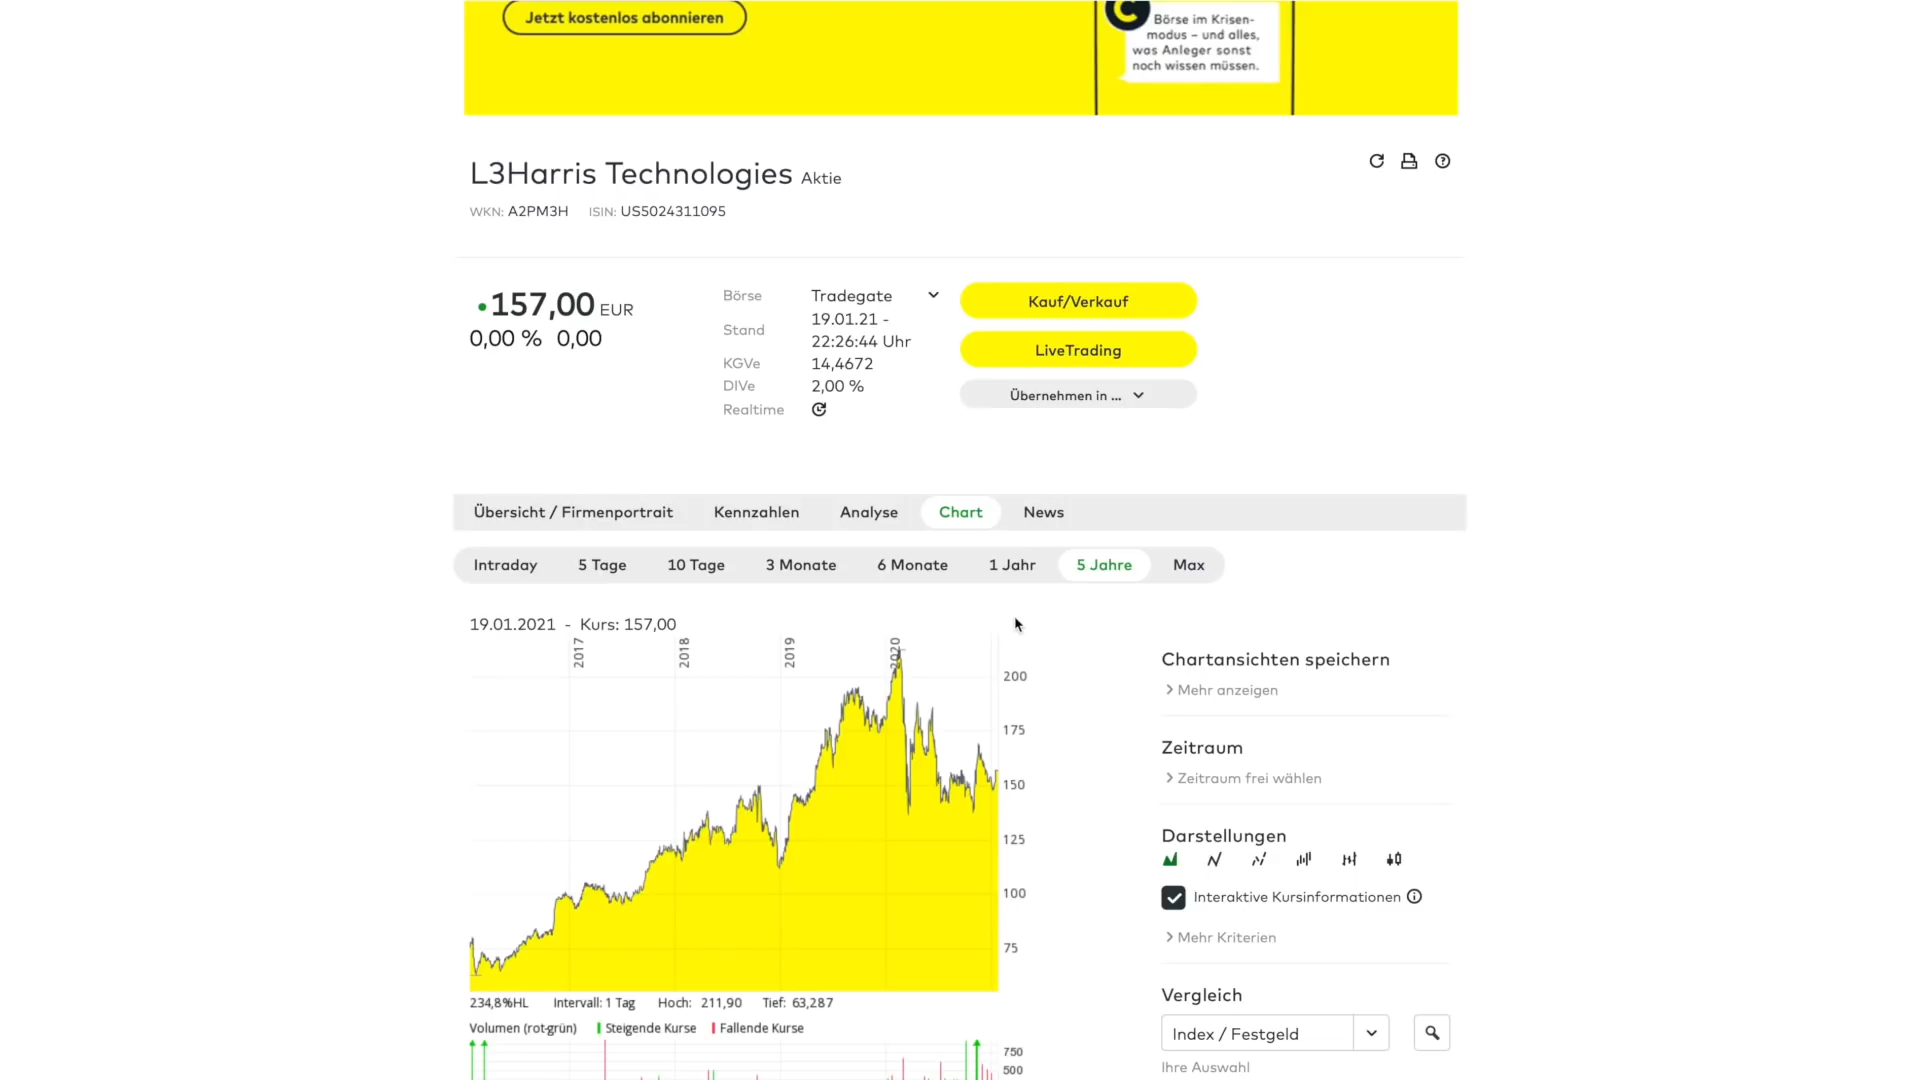 Jetzt kostenlos abonnieren
Börse im Krisen-
modus – und alles,
was Anleger sonst
noch wissen müssen.
L3Harris Technologies Aktie
WKN: A2PM3H ISIN: US5024311095
157,00 EUR
0,00 % 0,00
Börse Tradegate
Stand 19.01.21 -
22:26:44 Uhr
KGVe 14,4672
DIVe 2,00 %
Realtime
Kauf/Verkauf
LiveTrading
Übernehmen in ...
Übersicht / Firmenportrait Kennzahlen Analyse Chart News
Intraday 5 Tage 10 Tage 3 Monate 6 Monate 1 Jahr 5 Jahre Max
19.01.2021 - Kurs: 157,00
2017 2018 2019 2020
200
175
150
125
100
75
234,8%HL Intervall: 1 Tag Hoch: 211,90 Tief: 63,287
Volumen (rot-grün) Steigende Kurse Fallende Kurse
750
500
Chartansichten speichern
Mehr anzeigen
Zeitraum
Zeitraum frei wählen
Darstellungen
Interaktive Kursinformationen
Mehr Kriterien
Vergleich
Index / Festgeld
Ihre Auswahl